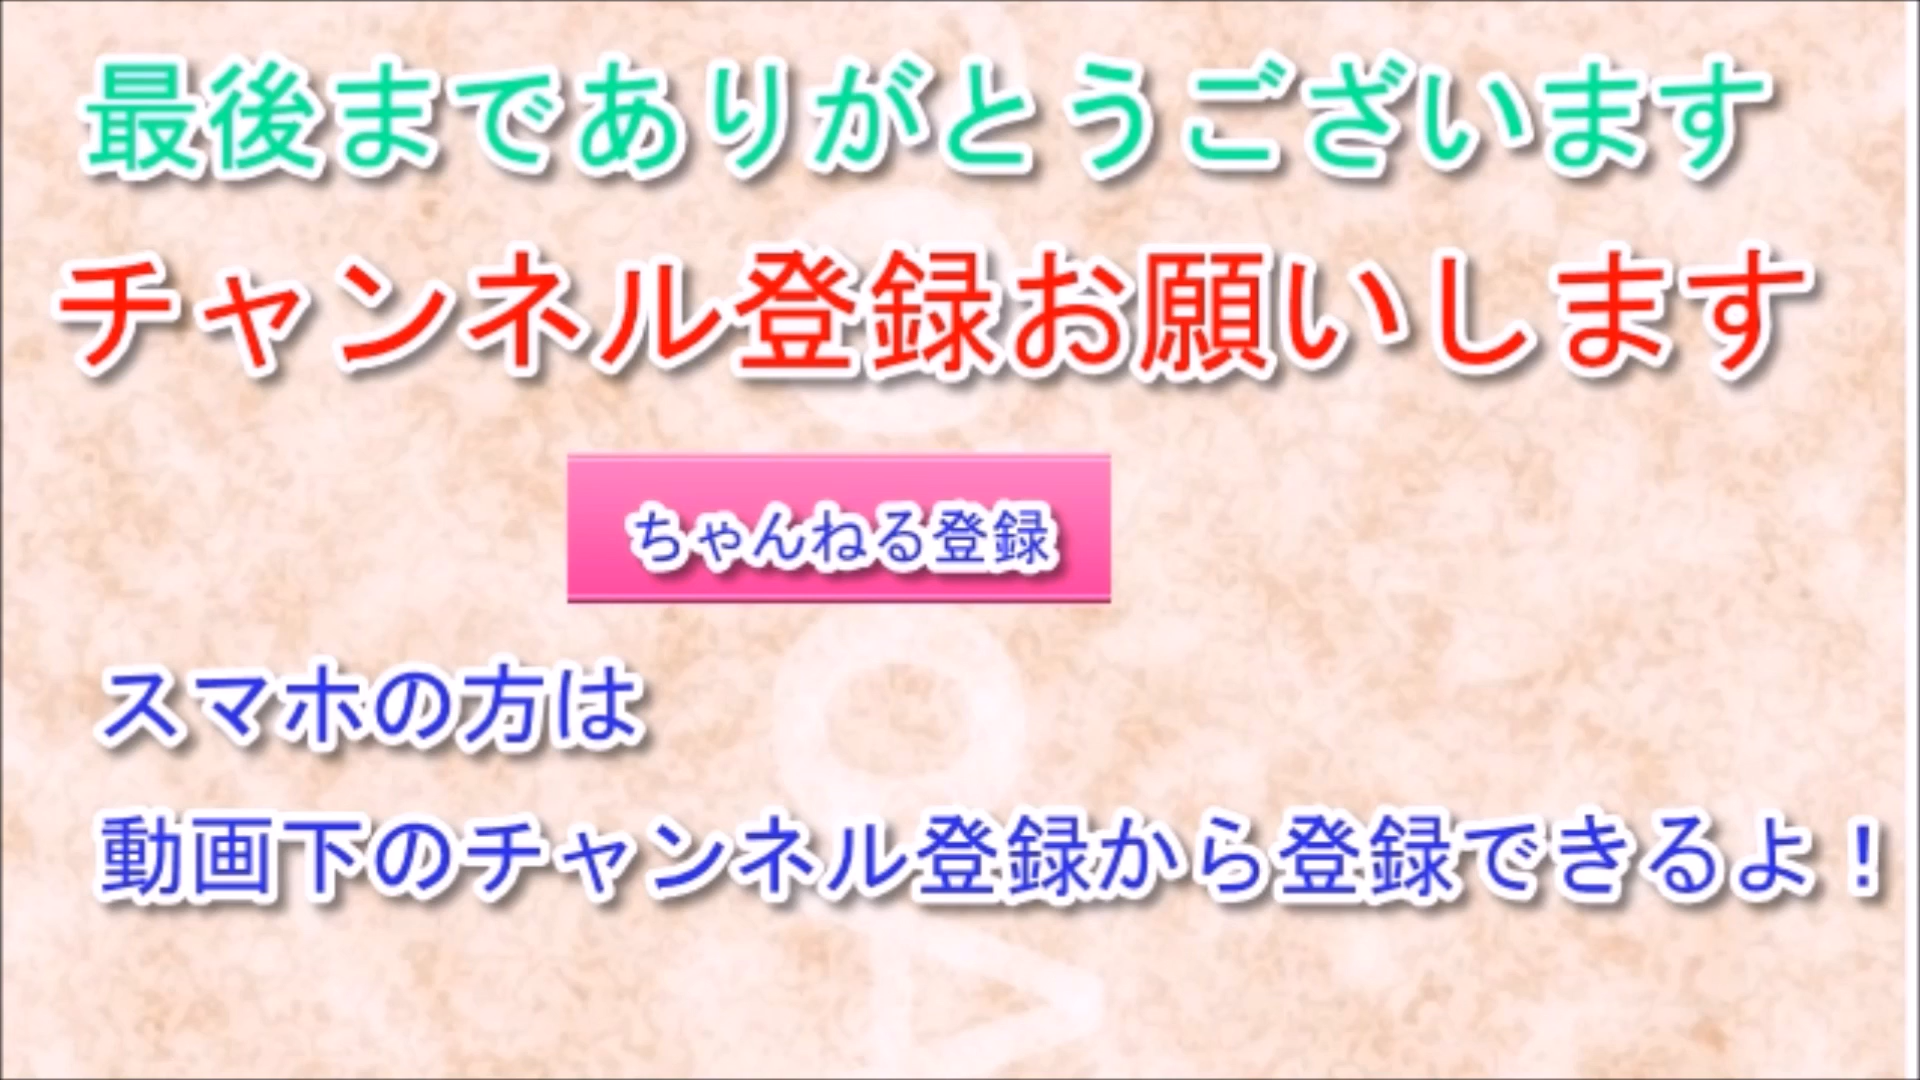 最後までありがとうございます
チャンネル登録お願いします
ちゃんねる登録
スマホの方は
動画下のチャンネル登録から登録できるよ！